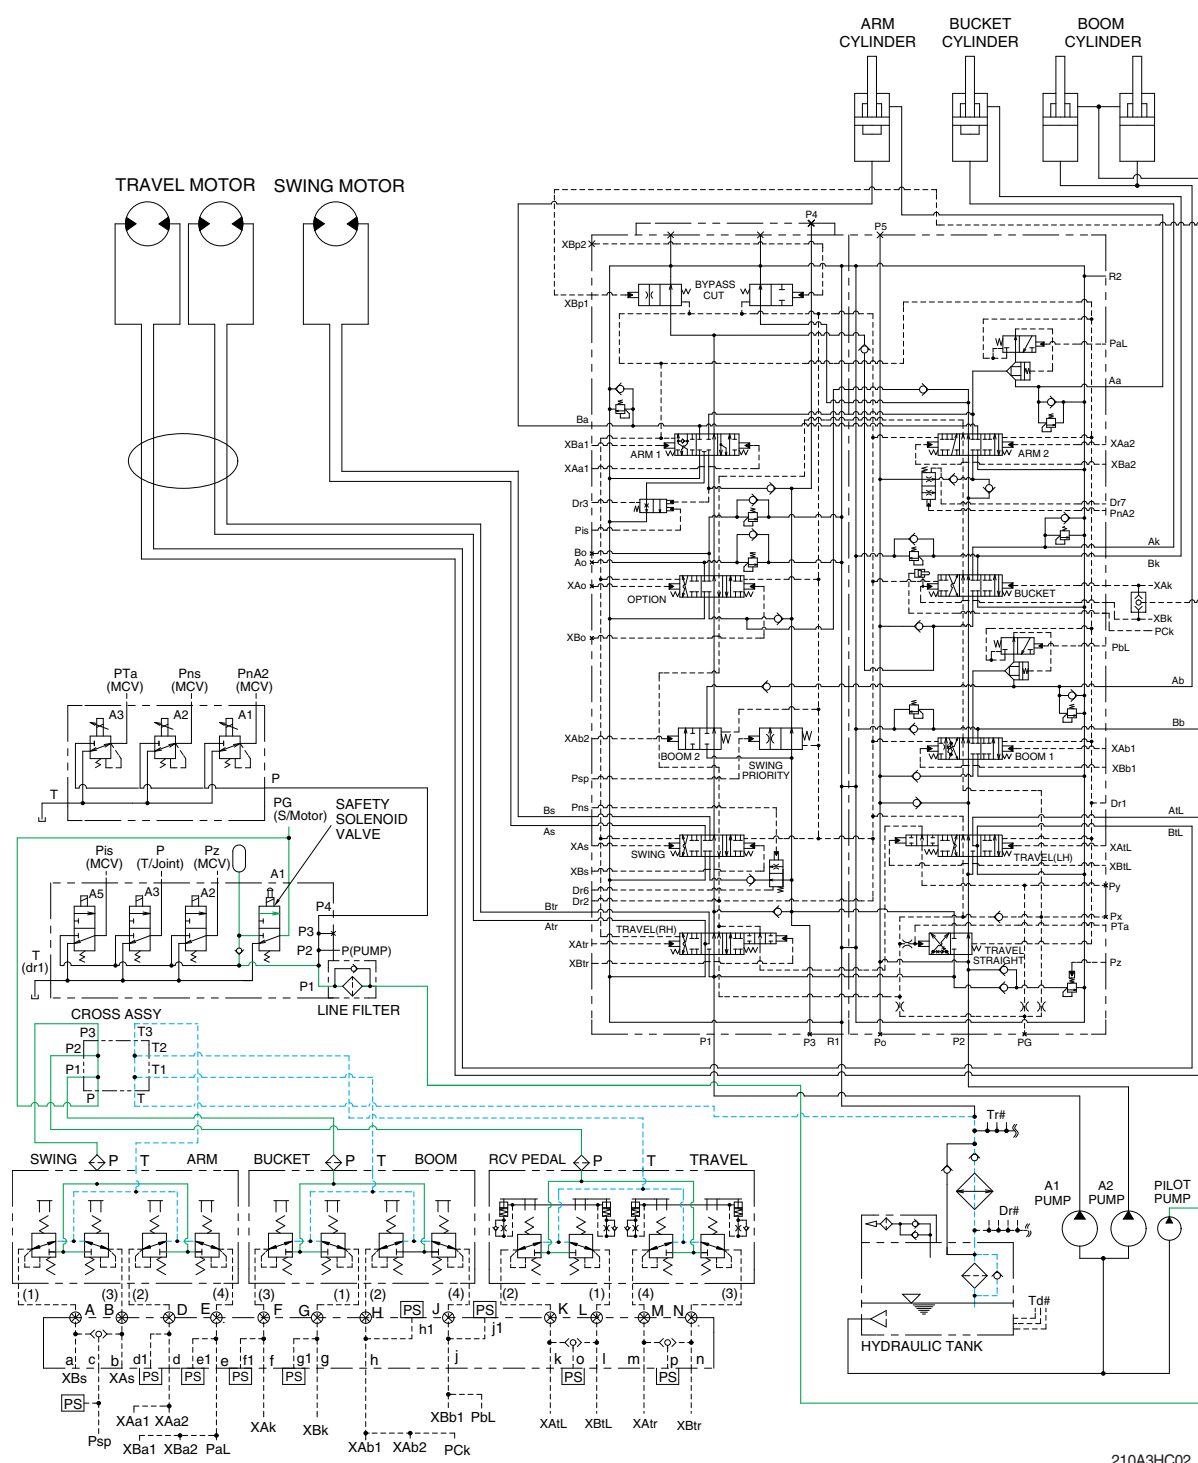 ARM
CYLINDER
BUCKET
CYLINDER
BOOM
CYLINDER
TRAVEL MOTOR
SWING MOTOR
P4
P5
XBp2
R2
BYPASS
CUT
XBp1
PaL
Aa
Ba
XBa1
ARM 1
XAa1
ARM 2
XAa2
XBa2
Dr3
Dr7
PnA2
Pis
Ak
Bo
Ao
Bk
XAo
OPTION
BUCKET
XAk
XBk
PCk
XBo
PbL
Ab
Bb
XAb2
BOOM 2
SWING
PRIORITY
BOOM 1
XAb1
XBb1
Psp
Pns
Dr1
Bs
AtL
As
BtL
XAs
SWING
TRAVEL(LH)
XAtL
XBtL
XBs
Dr6
Dr2
Py
Btr
Px
Atr
TRAVEL(RH)
PTa
XAtr
TRAVEL
STRAIGHT
XBtr
Pz
P1
P3
R1
Po
P2
PG
PTa
(MCV)
Pns
(MCV)
PnA2
(MCV)
A3
A2
A1
P
T
PG
(S/Motor)
SAFETY
SOLENOID
VALVE
Pis
(MCV)
P
(T/Joint)
Pz
(MCV)
A1
A5
A3
A2
P4
P3
P2
P(PUMP)
T
(dr1)
P1
LINE FILTER
CROSS ASSY
P3
T3
P2
T2
P1
T1
P
T
SWING
P
T
ARM
BUCKET
P
T
BOOM
RCV PEDAL
P
T
TRAVEL
(1)
(3)
(2)
(4)
(3)
(1)
(2)
(4)
(2)
(1)
(4)
(3)
A
B
D
E
F
G
H
PS
J
PS
K
L
M
N
h1
j1
a
c
b
d1
d
e1
e
f1
f
g1
g
h
j
k
o
l
m
p
n
XBs
XAs
PS
PS
PS
PS
PS
PS
PS
Psp
XAa1
XAa2
XBa1
XBa2
PaL
XAk
XBk
XAb1
XAb2
PCk
XBb1
PbL
XAtL
XBtL
XAtr
XBtr
Tr#
Dr#
Td#
A1
PUMP
A2
PUMP
PILOT
PUMP
HYDRAULIC TANK
210A3HC02